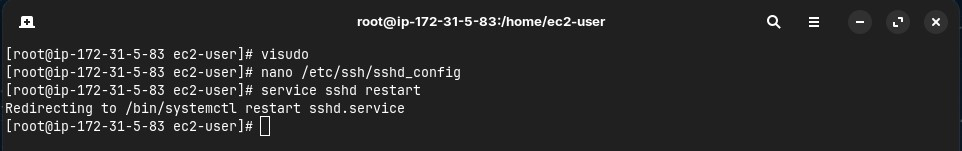 root@ip-172-31-5-83:/home/ec2-user
[root@ip-172-31-5-83 ec2-user]# visudo
[root@ip-172-31-5-83 ec2-user]# nano /etc/ssh/sshd_config
[root@ip-172-31-5-83 ec2-user]# service sshd restart
Redirecting to /bin/systemctl restart sshd.service
[root@ip-172-31-5-83 ec2-user]#